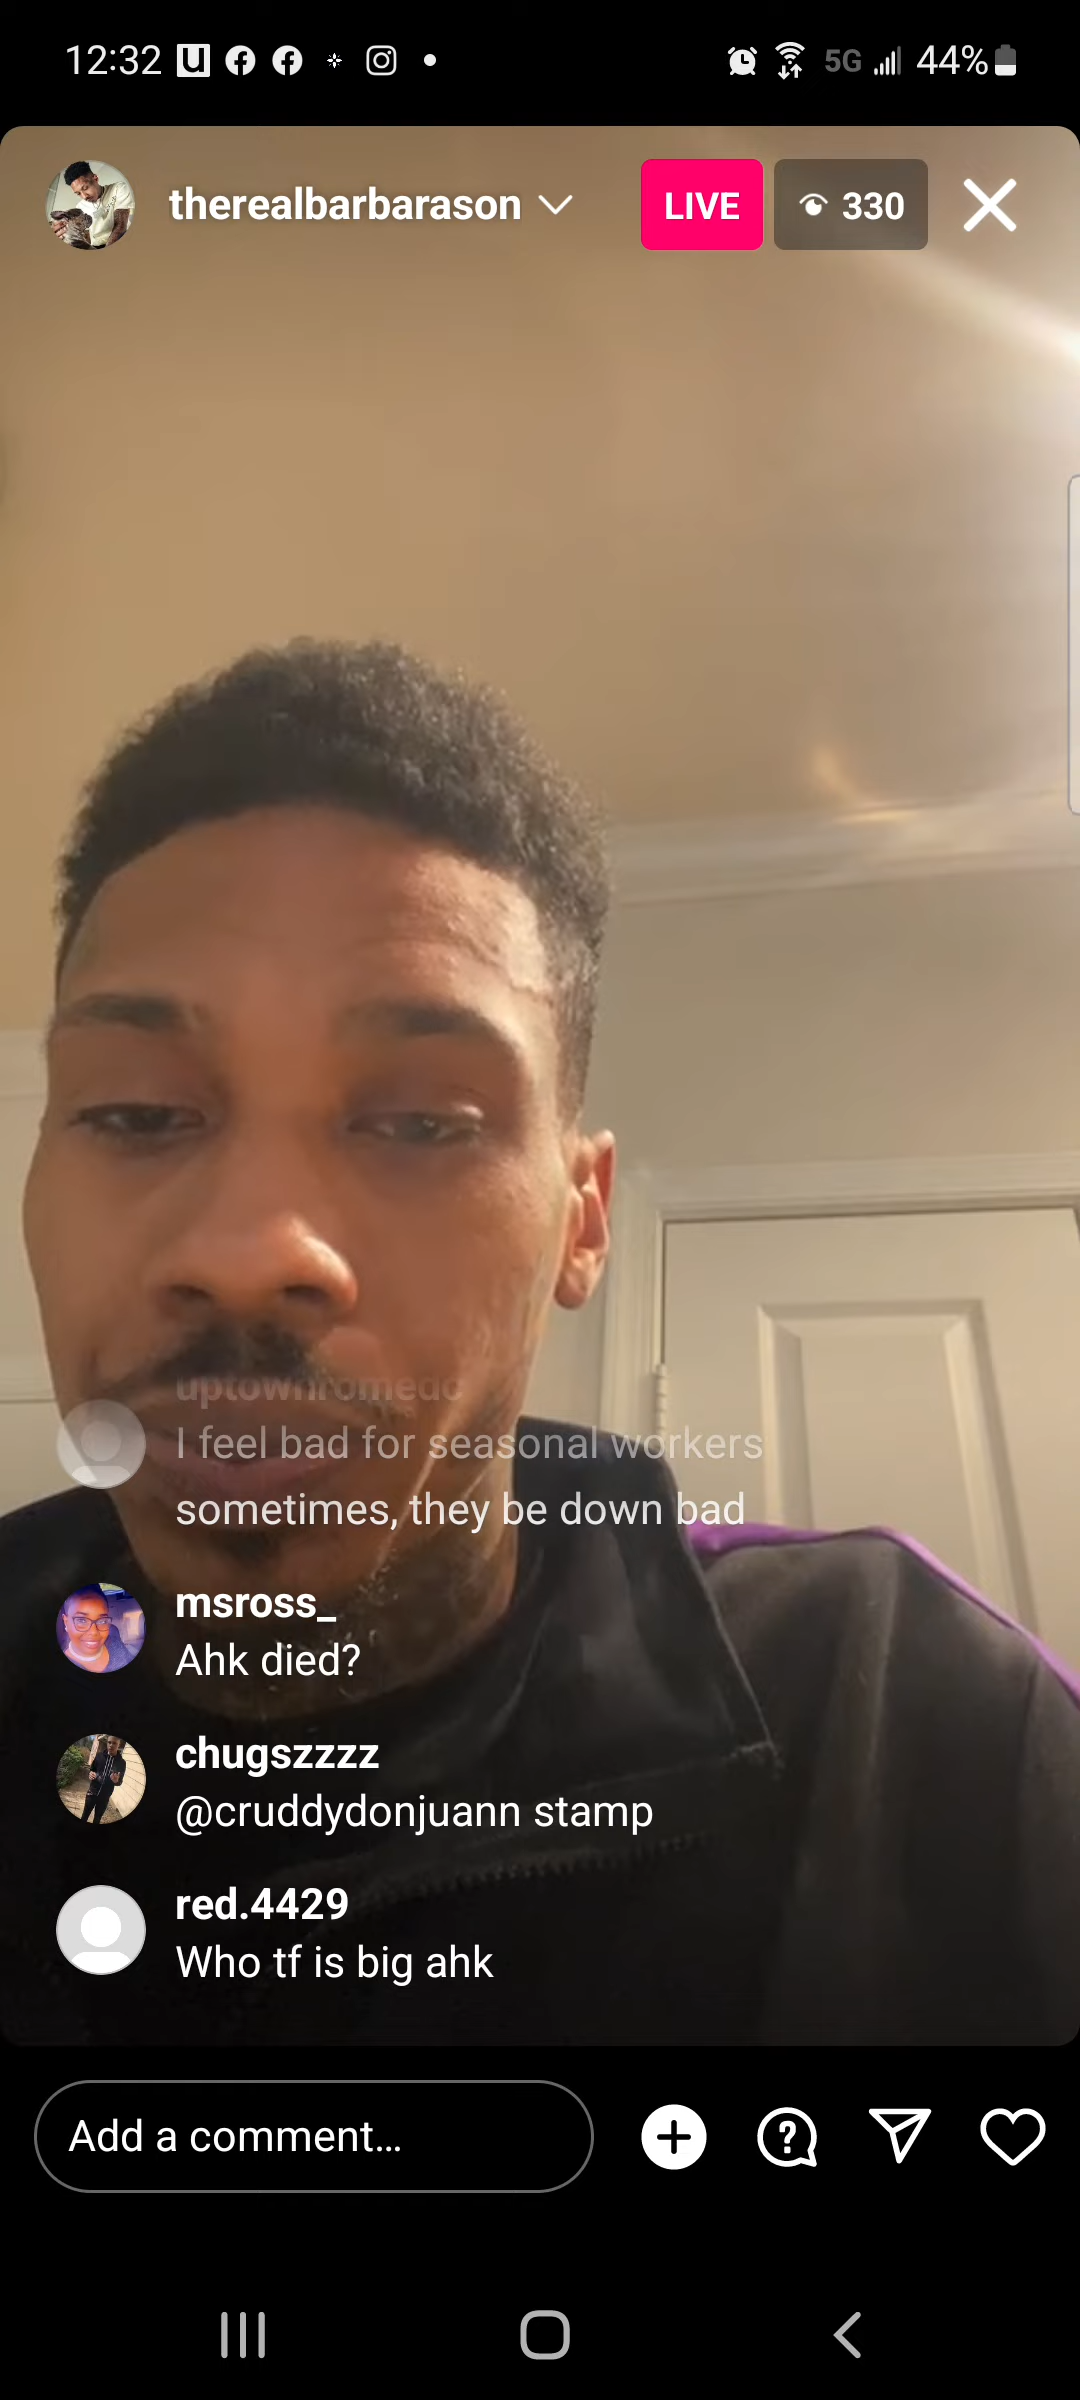 12:32
5G 44%
therealbarbarason
LIVE
330
uptownromedc
I feel bad for seasonal workers
sometimes, they be down bad
msross_
Ahk died?
chugszzzz
@cruddydonjuann stamp
red.4429
Who tf is big ahk
Add a comment...